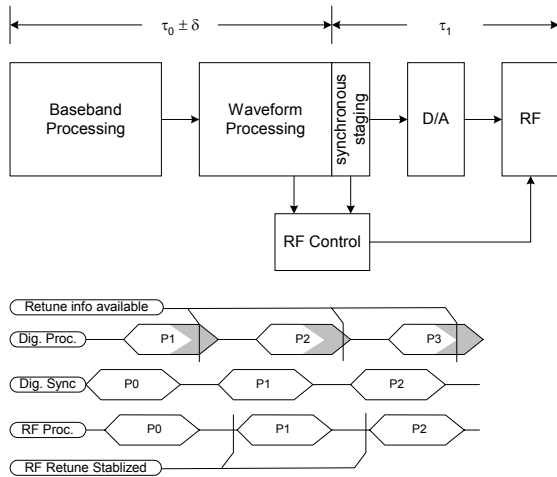 τ0 ± δ
τ1
Baseband
Processing
Waveform
Processing
synchronous
staging
D/A
RF
RF Control
Retune info available
Dig. Proc.
P1
P2
P3
Dig. Sync
P0
P1
P2
RF Proc.
P0
P1
P2
RF Retune Stablized